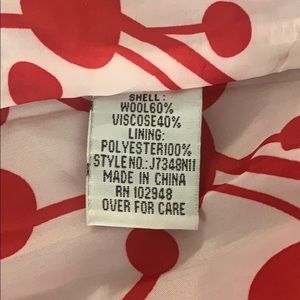 SHELL:
WOOL60%
VISCOSE40%
LINING:
POLYESTER100%
STYLE NO.:J7348N11
MADE IN CHINA
RN 102948
OVER FOR CARE